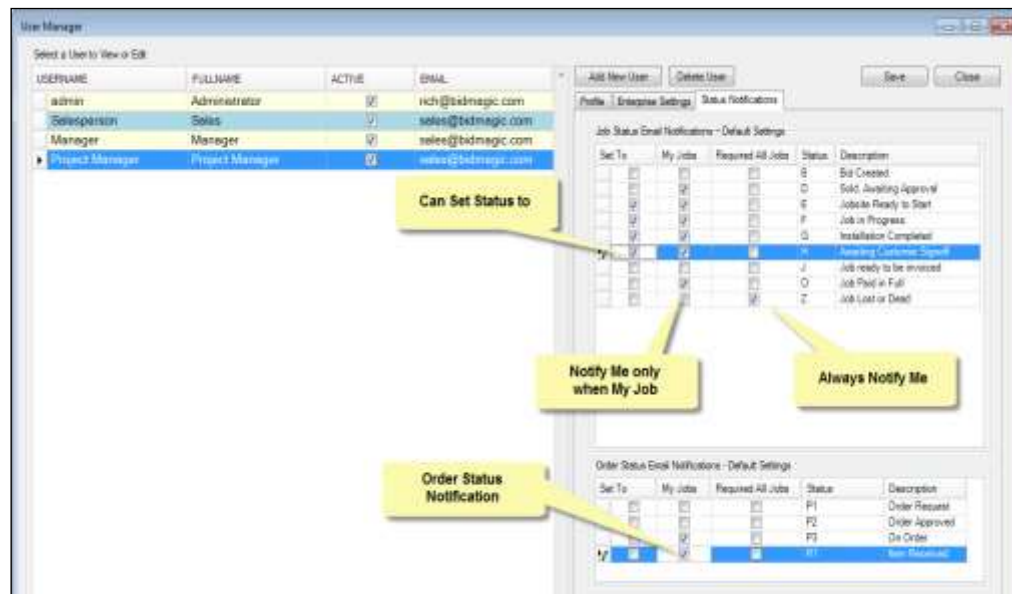 User Manager
Select a User to View or Edit
USERNAME FULLNAME ACTIVE EMAIL
admin Administrator rich@bidmagic.com
Salesperson Sales sales@bidmagic.com
Manager Manager sales@bidmagic.com
Project Manager Project Manager sales@bidmagic.com
Add New User Delete User Save Close
Profile Enterprise Settings Status Notifications
Job Status Email Notifications - Default Settings
Set To My Jobs Required All Jobs Status Description
B Bid Created
D Sold, Awaiting Approval
E Jobsite Ready to Start
F Job in Progress
G Installation Completed
H Awaiting Customer Signoff
J Job ready to be invoiced
O Job Paid in Full
Z Job Lost or Dead
Can Set Status to
Notify Me only
when My Job
Always Notify Me
Order Status
Notification
Order Status Email Notifications - Default Settings
Set To My Jobs Required All Jobs Status Description
P1 Order Request
P2 Order Approved
P3 On Order
R1 Item Received